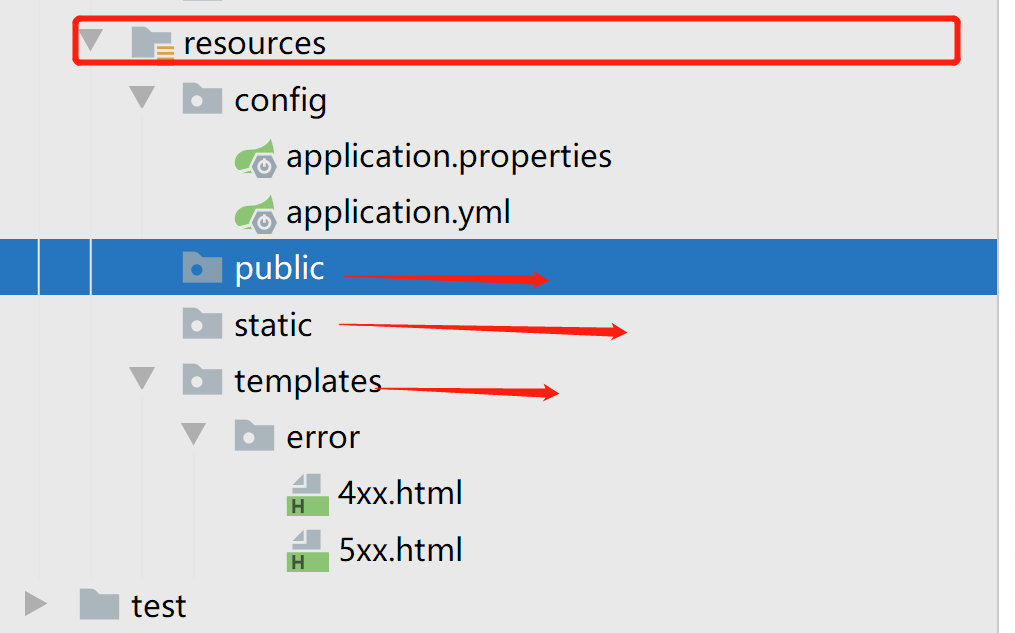 resources
config
application.properties
application.yml
public
static
templates
error
H
4xx.html
H
5xx.html
test